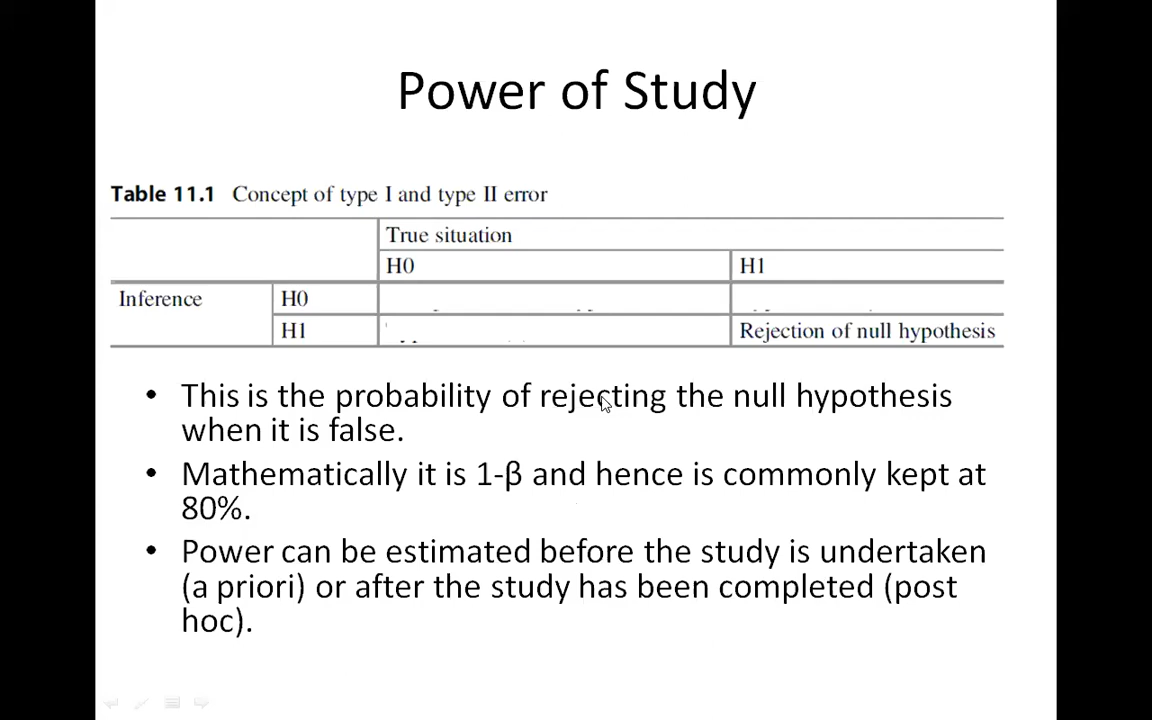 Power of Study
Table 11.1 Concept of type I and type II error
True situation
H0 H1
Inference H0
H1 Rejection of null hypothesis
• This is the probability of rejecting the null hypothesis
when it is false.
• Mathematically it is 1-β and hence is commonly kept at
80%.
• Power can be estimated before the study is undertaken
(a priori) or after the study has been completed (post
hoc).